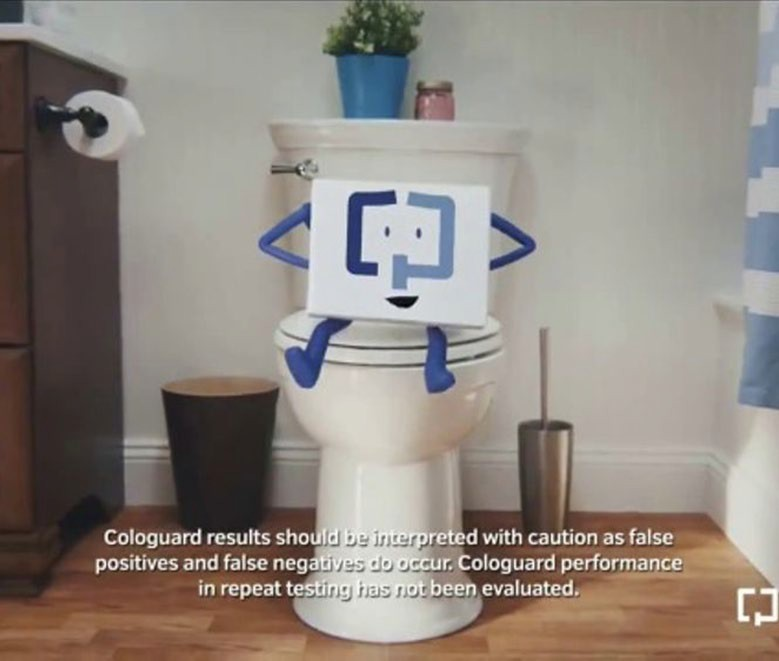 Cologuard results should be interpreted with caution as false
positives and false negatives do occur. Cologuard performance
in repeat testing has not been evaluated.